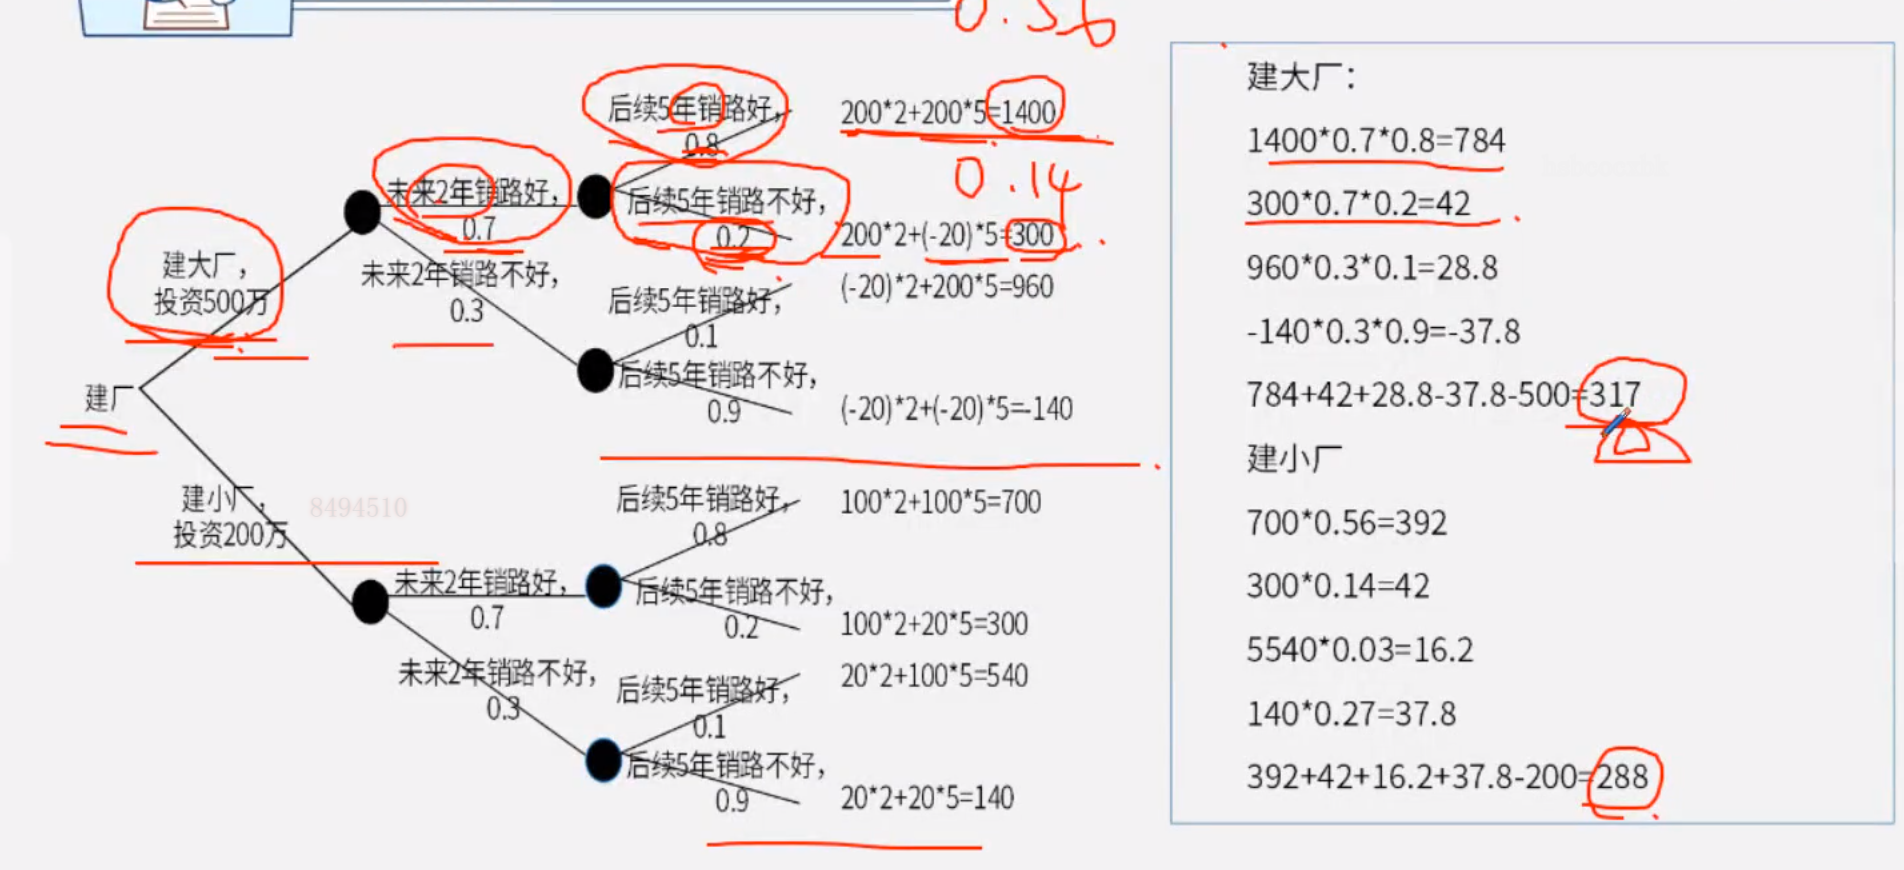 0.56
后续5年销路好，
0.8
200*2+200*5=1400
0.14
未来2年销路好，
0.7
后续5年销路不好，
0.2
200*2+(-20)*5=300
建大厂，
投资500万
未来2年销路不好，
0.3
后续5年销路好，
0.1
(-20)*2+200*5=960
后续5年销路不好，
0.9
(-20)*2+(-20)*5=-140
建厂
建小厂，
投资200万
8494510
后续5年销路好，
0.8
100*2+100*5=700
未来2年销路好，
0.7
后续5年销路不好，
0.2
100*2+20*5=300
未来2年销路不好，
0.3
后续5年销路好，
0.1
20*2+100*5=540
后续5年销路不好，
0.9
20*2+20*5=140
建大厂：
1400*0.7*0.8=784
300*0.7*0.2=42
960*0.3*0.1=28.8
-140*0.3*0.9=-37.8
784+42+28.8-37.8-500=317
建小厂
700*0.56=392
300*0.14=42
5540*0.03=16.2
140*0.27=37.8
392+42+16.2+37.8-200=288